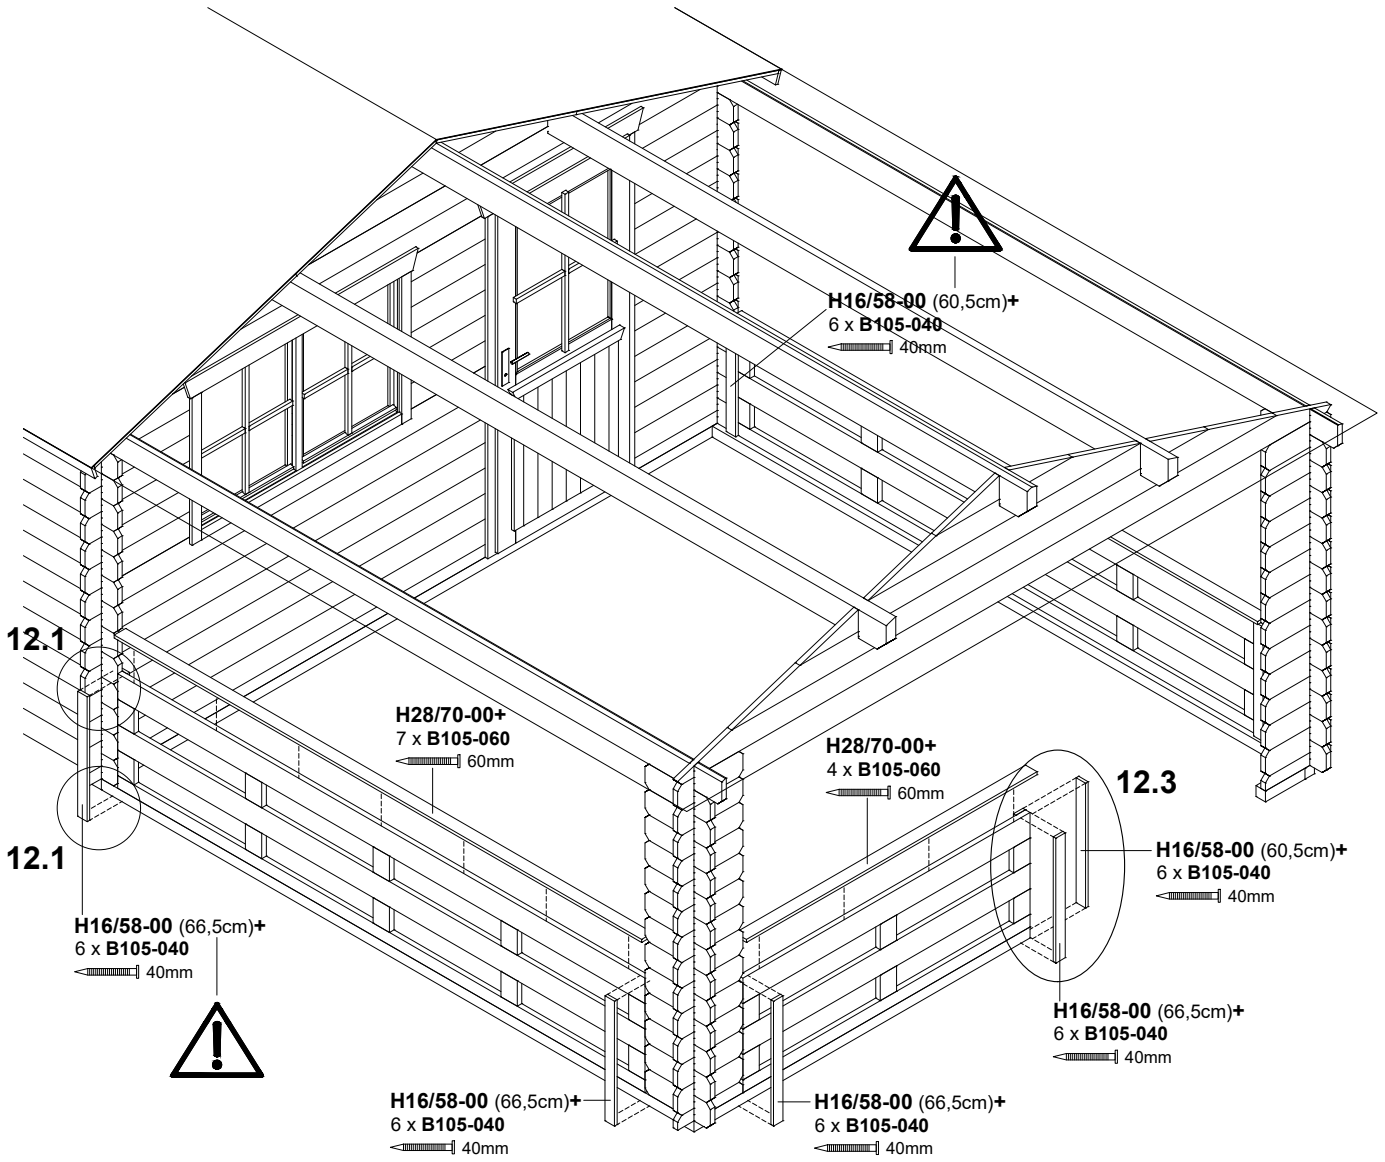 H16/58-00 (60,5cm)+
6 x B105-040
40mm
12.1
H28/70-00+
7 x B105-060
60mm
H28/70-00+
4 x B105-060
60mm
12.3
12.1
H16/58-00 (60,5cm)+
6 x B105-040
40mm
H16/58-00 (66,5cm)+
6 x B105-040
40mm
H16/58-00 (66,5cm)+
6 x B105-040
40mm
H16/58-00 (66,5cm)+
6 x B105-040
40mm
H16/58-00 (66,5cm)+
6 x B105-040
40mm